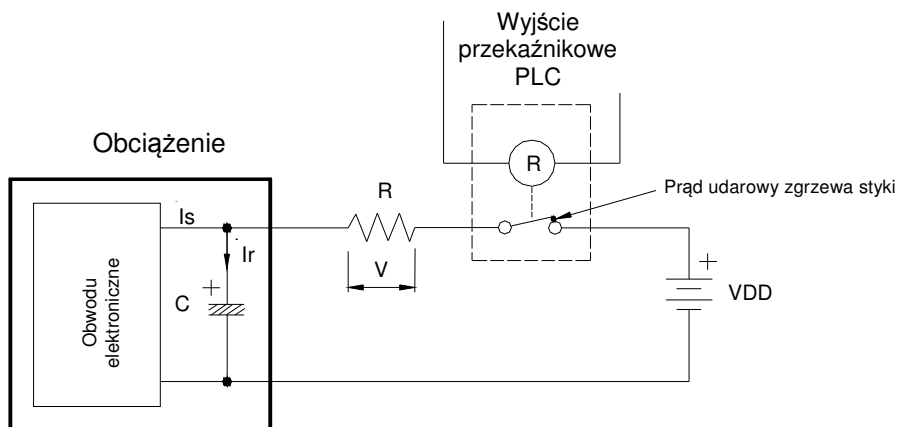 Wyjście
przekaźnikowe
PLC
Obciążenie
R
R
Prąd udarowy zgrzewa styki
Is
Ir
V
+
C
Obwodu
elektroniczne
+
VDD